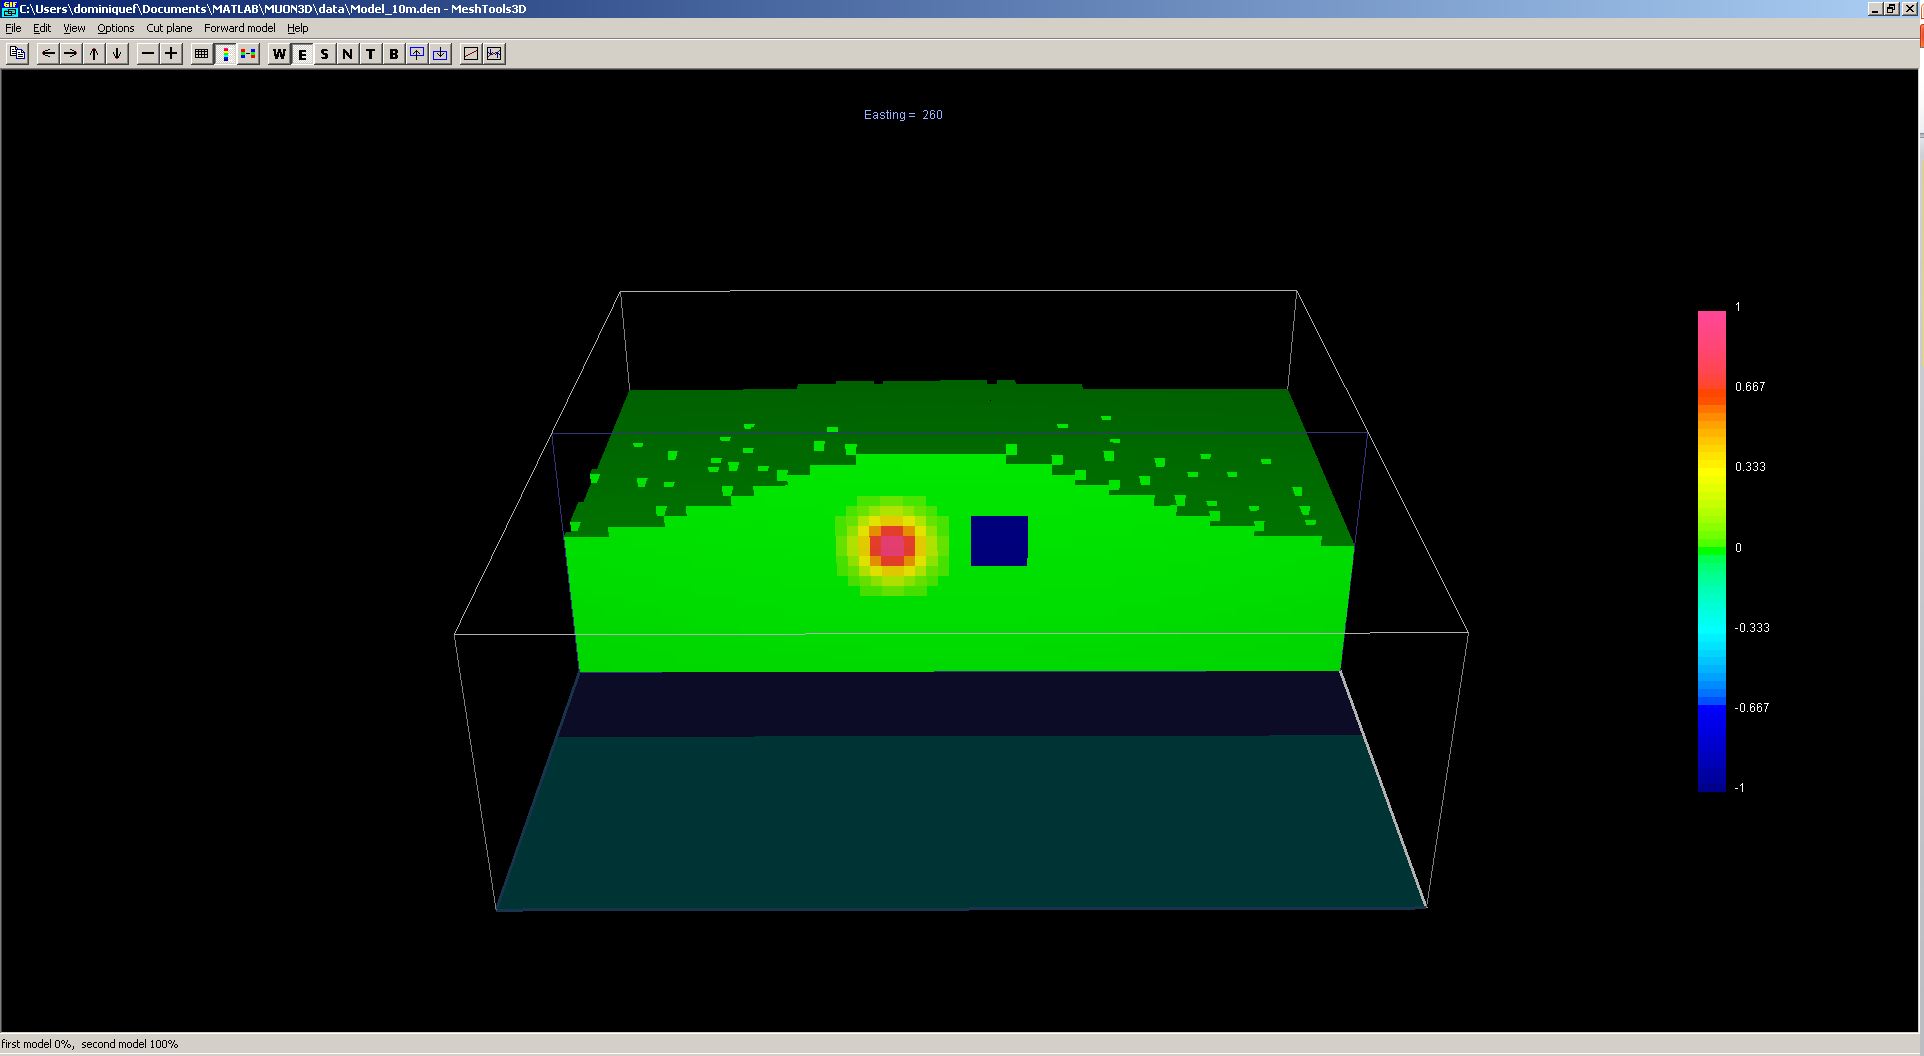 GIF C:\Users\dominiquef\Documents\MATLAB\MUON3D\data\Model_10m.den - MeshTools3D
File Edit View Options Cut plane Forward model Help
W E S N T B
Easting = 260
1
0.667
0.333
0
-0.333
-0.667
-1
first model 0%, second model 100%